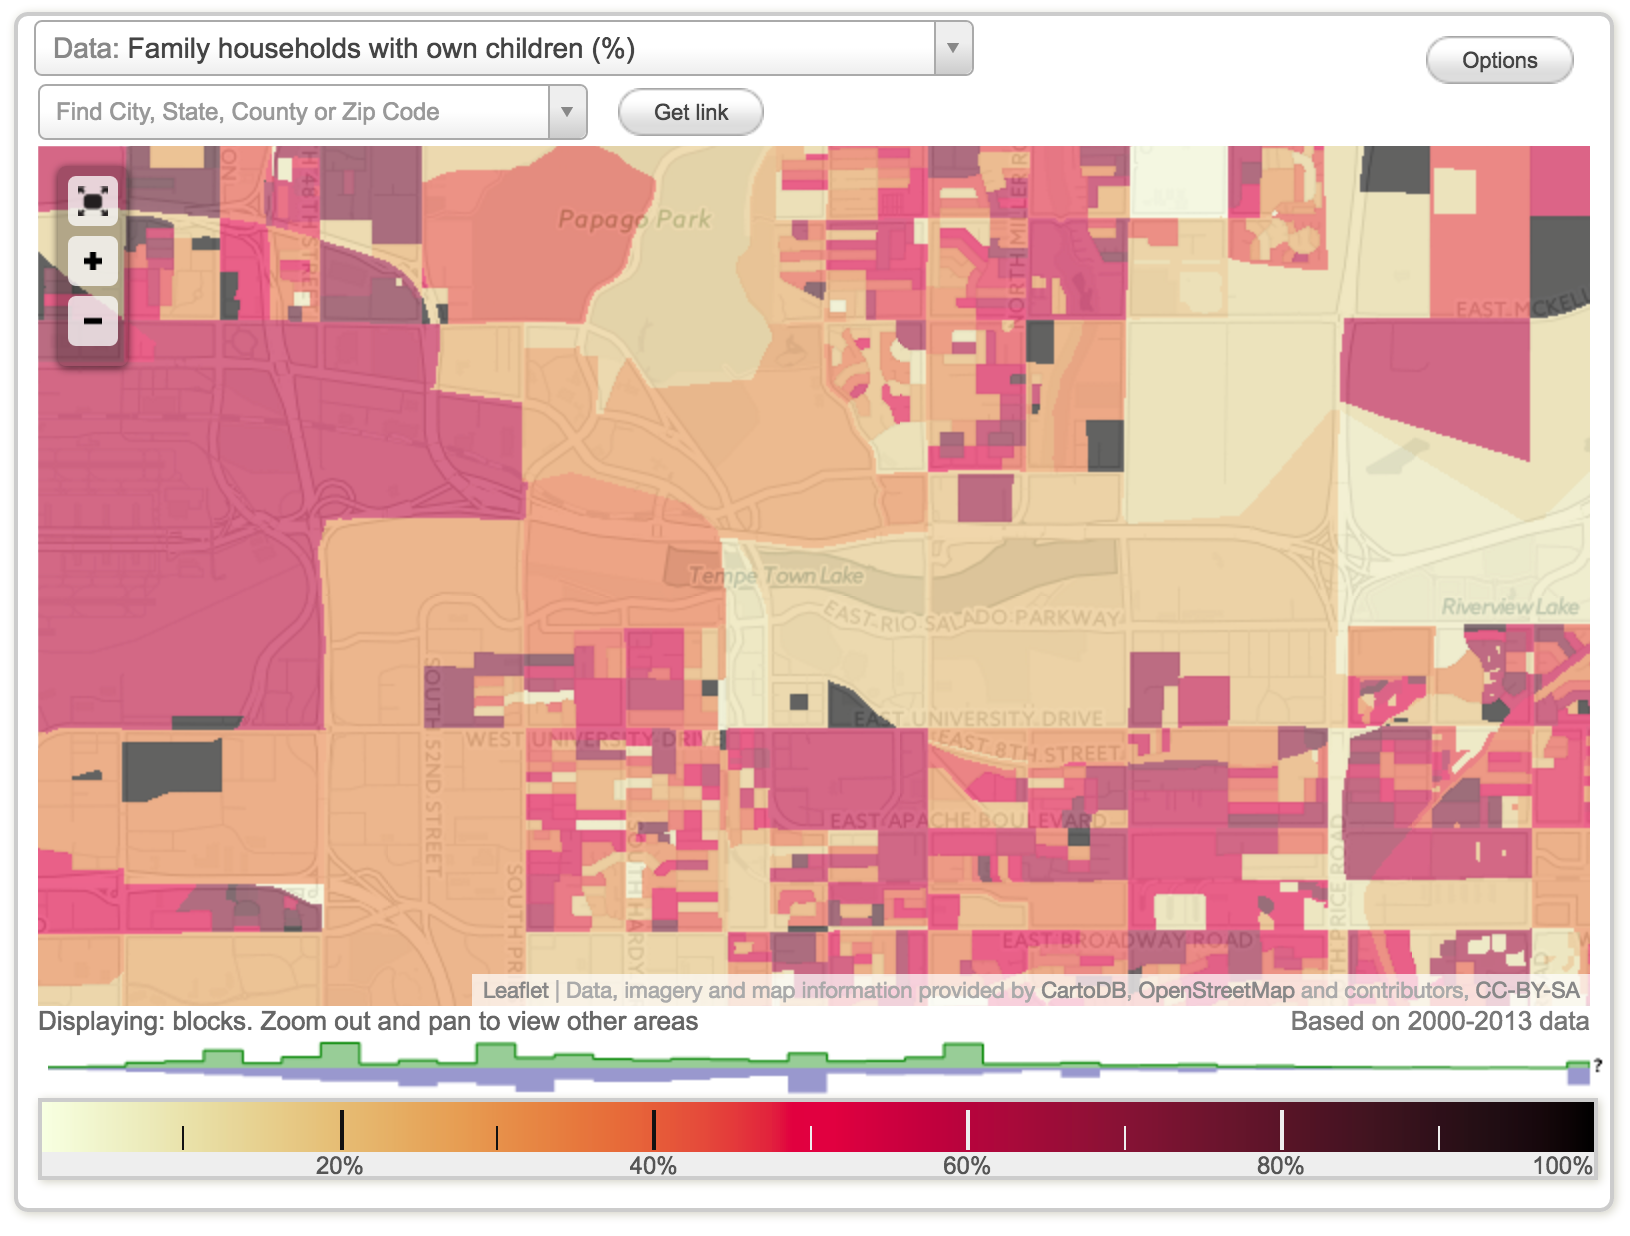 Data: Family households with own children (%)
Options
Find City, State, County or Zip Code
Get link
NORTH MILLER R
H 48TH STREET
Papago Park
EAST MCKELL
Tempe Town Lake
EAST RIO SALADO PARKWAY
Riverview Lake
SOUTH 52ND STREET
EAST UNIVERSITY DRIVE
WEST UNIVERSITY DRIVE
EAST 8TH STREET
EAST APACHE BOULEVARD
SOUTH PR
SOUTH HARDY
TH PRICE ROAD
EAST BROADWAY ROAD
Leaflet | Data, imagery and map information provided by CartoDB, OpenStreetMap and contributors, CC-BY-SA
Displaying: blocks. Zoom out and pan to view other areas
Based on 2000-2013 data
?
20%
40%
60%
80%
100%